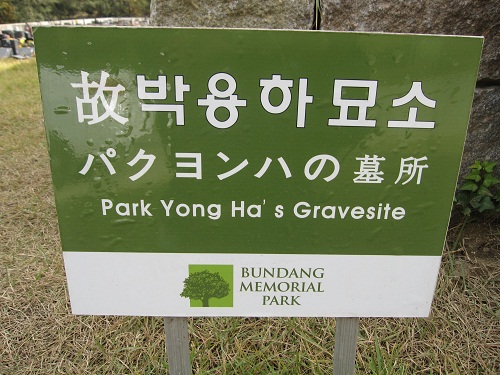 故박용하묘소
パクヨンハの墓所
Park Yong Ha's Gravesite
BUNDANG
MEMORIAL
PARK